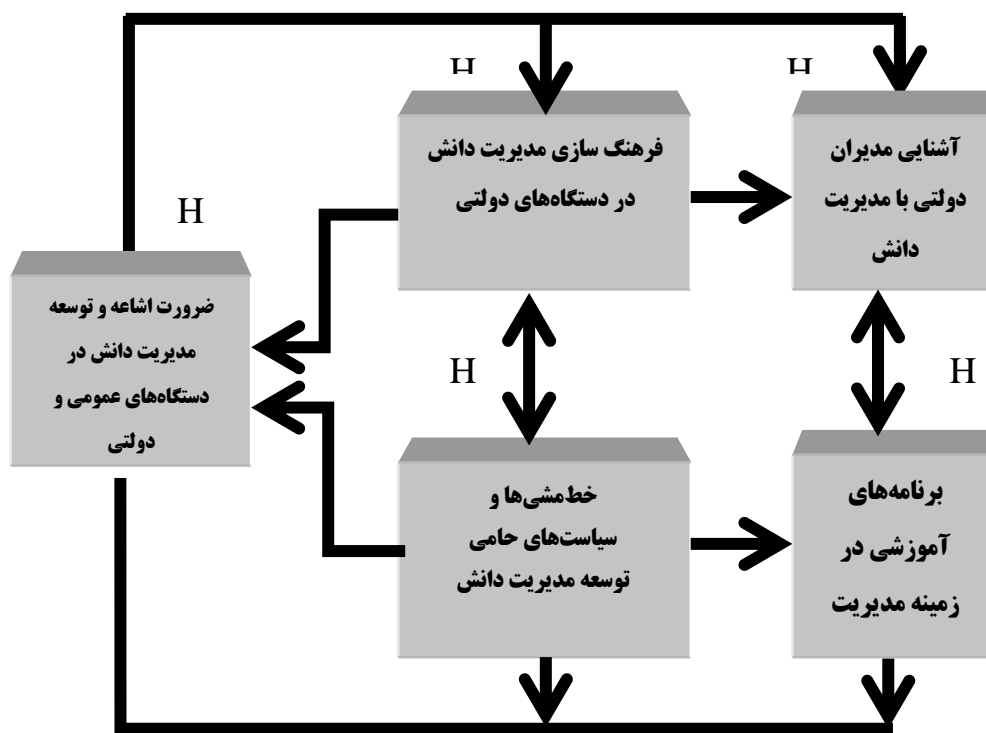 H
H
فرهنگ سازی مدیریت دانش
در دستگاه‌های دولتی
آشنایی مدیران
دولتی با مدیریت
دانش
H
ضرورت اشاعه و توسعه
مدیریت دانش در
دستگاه‌های عمومی و
دولتی
H
H
خط‌مشی‌ها و
سیاست‌های حامی
توسعه مدیریت دانش
برنامه‌های
آموزشی در
زمینه مدیریت